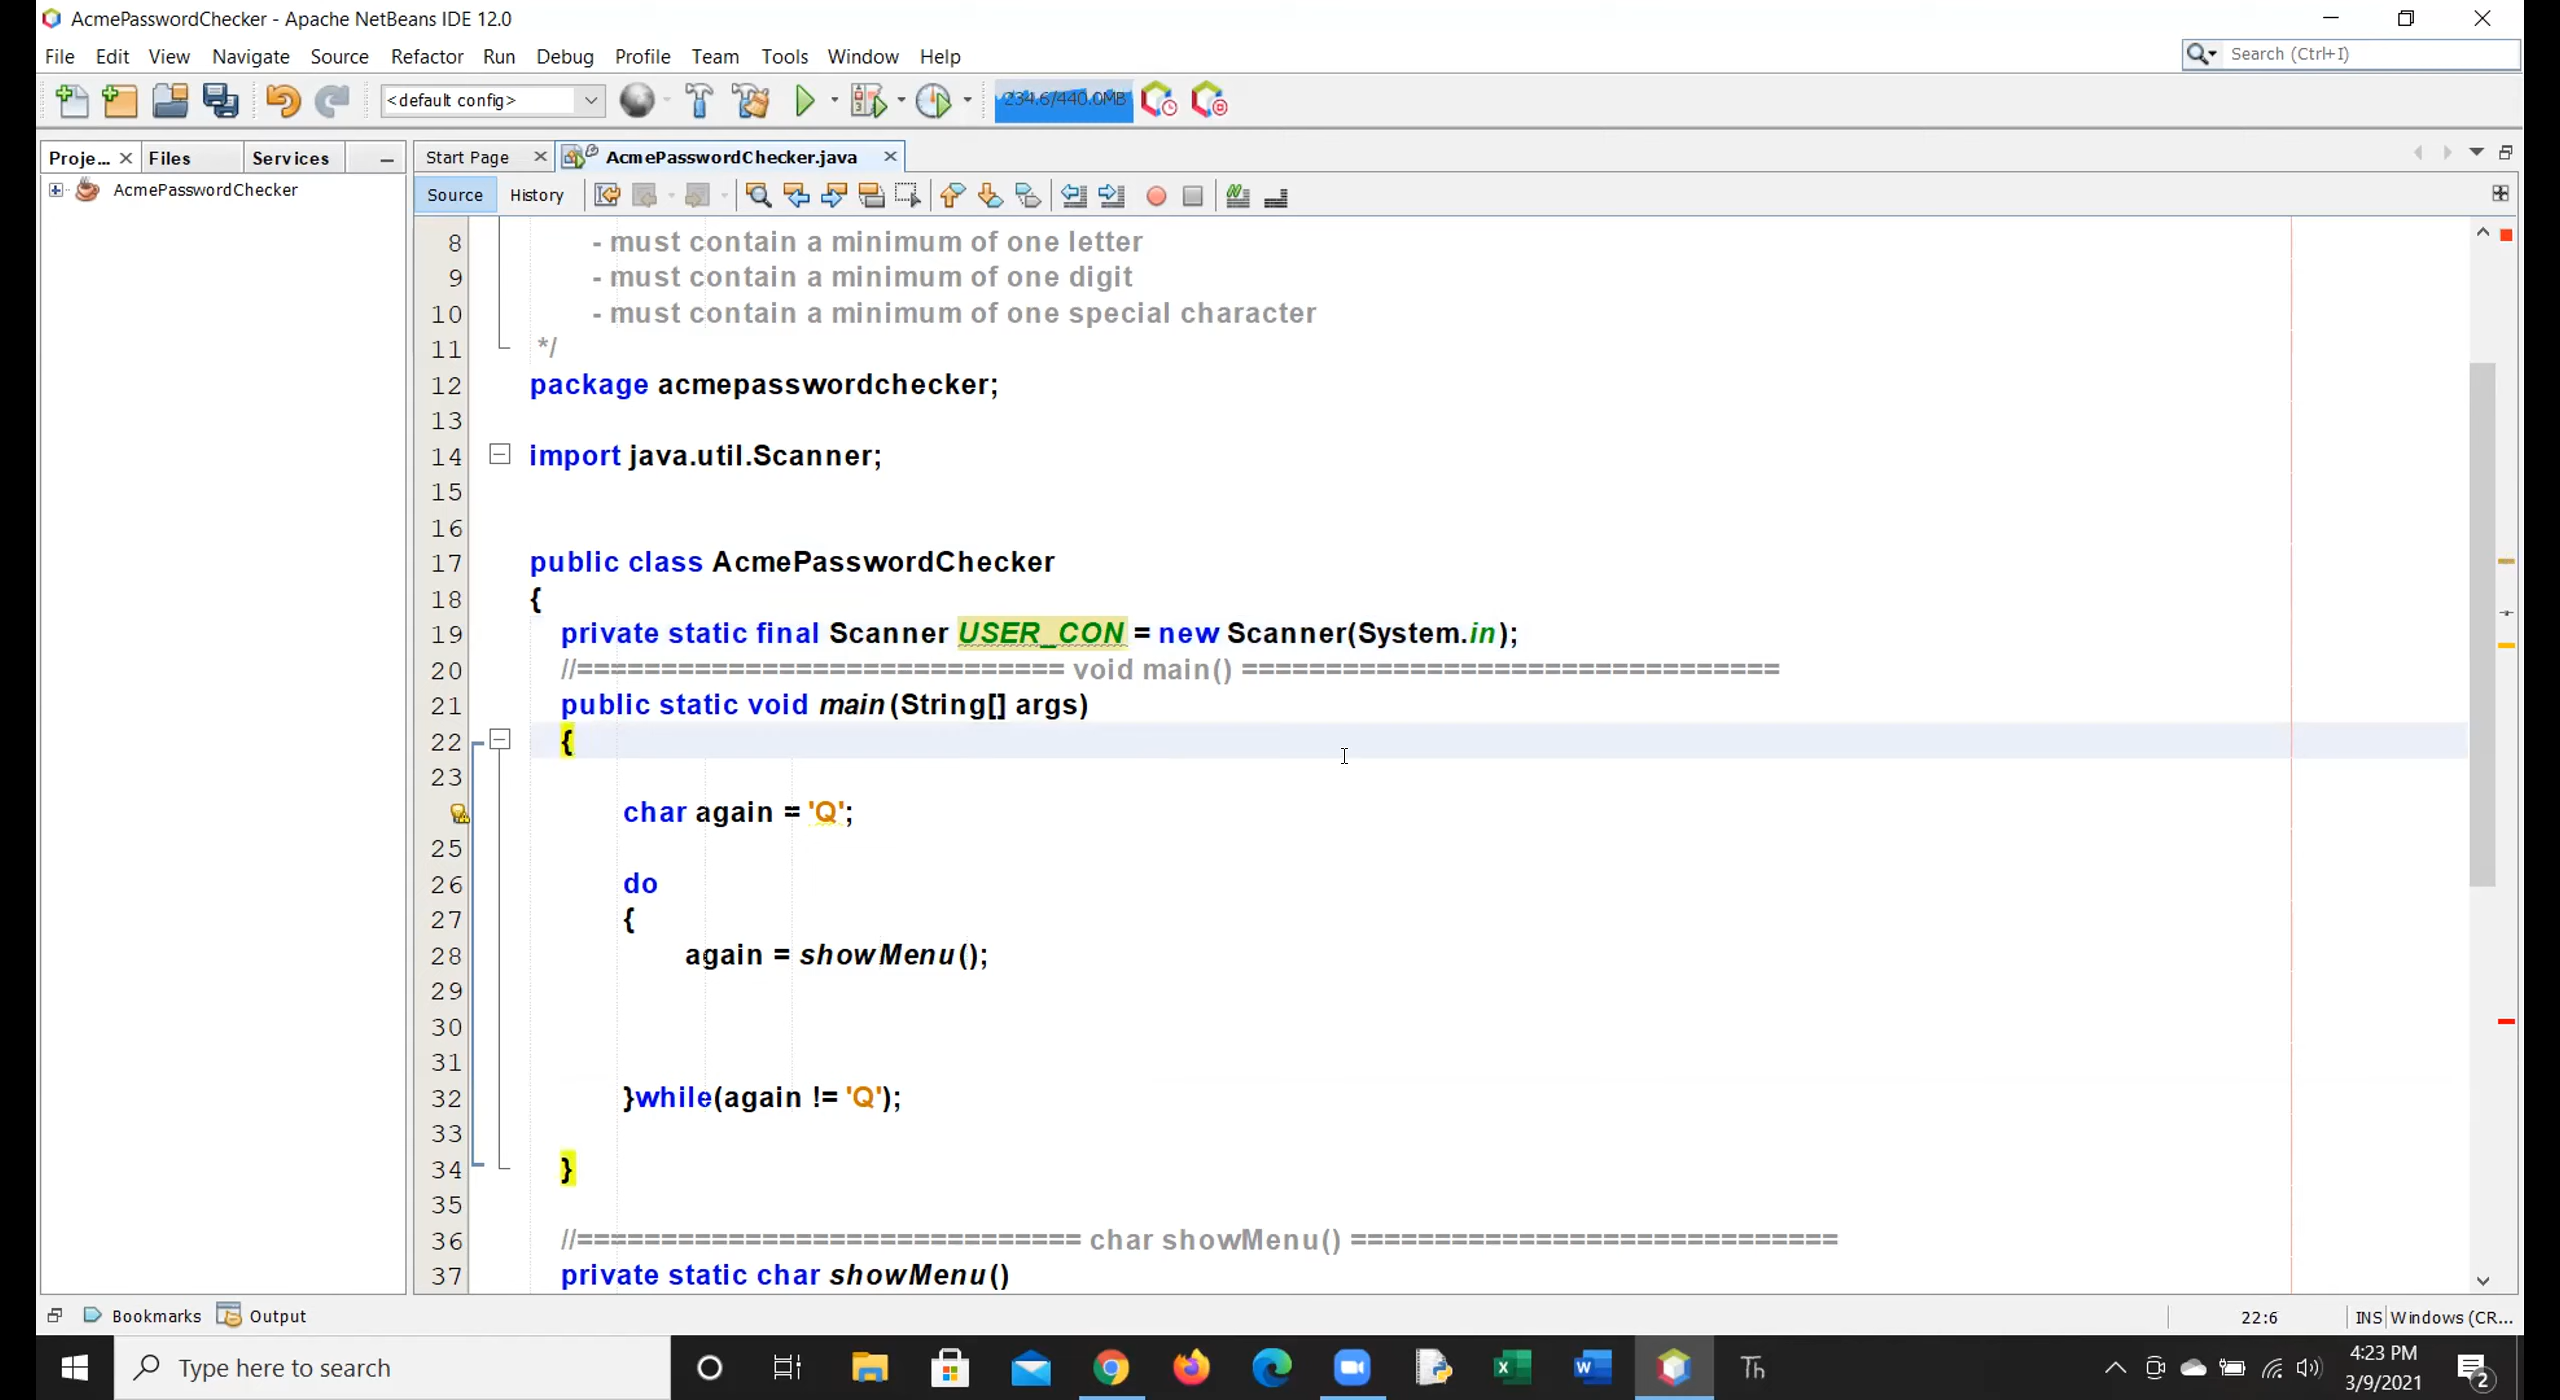 AcmePasswordChecker - Apache NetBeans IDE 12.0
File Edit View Navigate Source Refactor Run Debug Profile Team Tools Window Help
Search (Ctrl+I)
<default config>
234.6/440.0MB
Proje... Files Services
Start Page AcmePasswordChecker.java
AcmePasswordChecker
Source History
8 - must contain a minimum of one letter
9 - must contain a minimum of one digit
10 - must contain a minimum of one special character
11 */
12 package acmepasswordchecker;
13
14 import java.util.Scanner;
15
16
17 public class AcmePasswordChecker
18 {
19 private static final Scanner USER_CON = new Scanner(System.in);
20 //============================= void main() ================================
21 public static void main(String[] args)
22 {
23
char again = 'Q';
25
26 do
27 {
28 again = showMenu();
29
30
31
32 }while(again != 'Q');
33
34 }
35
36 //============================== char showMenu() =============================
37 private static char showMenu()
Bookmarks Output
22:6 INS Windows (CR...
Type here to search
Th
4:23 PM
3/9/2021
2